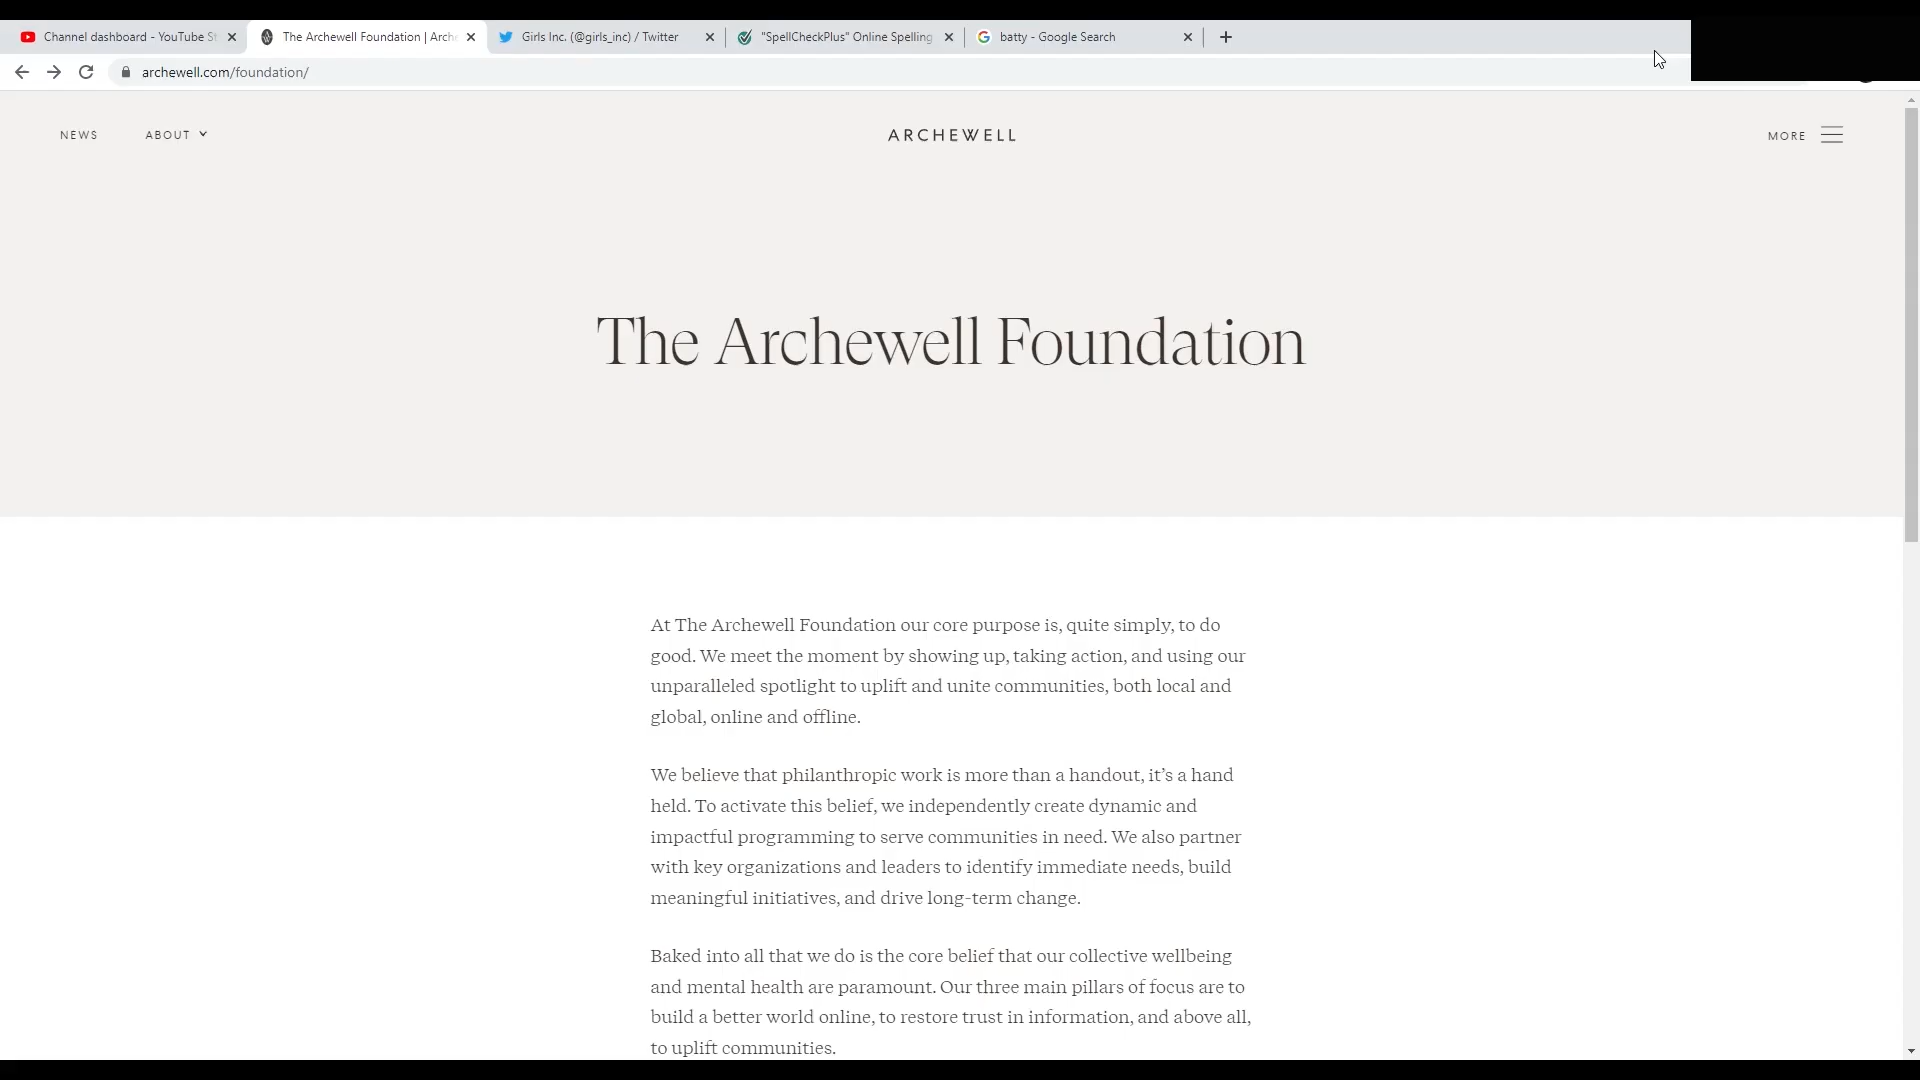 Channel dashboard - YouTube St
The Archewell Foundation | Arche
Girls Inc. (@girls_inc) / Twitter
"SpellCheckPlus" Online Spelling
batty - Google Search
archewell.com/foundation/
NEWS
ABOUT
ARCHEWELL
MORE
The Archewell Foundation
At The Archewell Foundation our core purpose is, quite simply, to do
good. We meet the moment by showing up, taking action, and using our
unparalleled spotlight to uplift and unite communities, both local and
global, online and offline.
We believe that philanthropic work is more than a handout, it’s a hand
held. To activate this belief, we independently create dynamic and
impactful programming to serve communities in need. We also partner
with key organizations and leaders to identify immediate needs, build
meaningful initiatives, and drive long-term change.
Baked into all that we do is the core belief that our collective wellbeing
and mental health are paramount. Our three main pillars of focus are to
build a better world online, to restore trust in information, and above all,
to uplift communities.